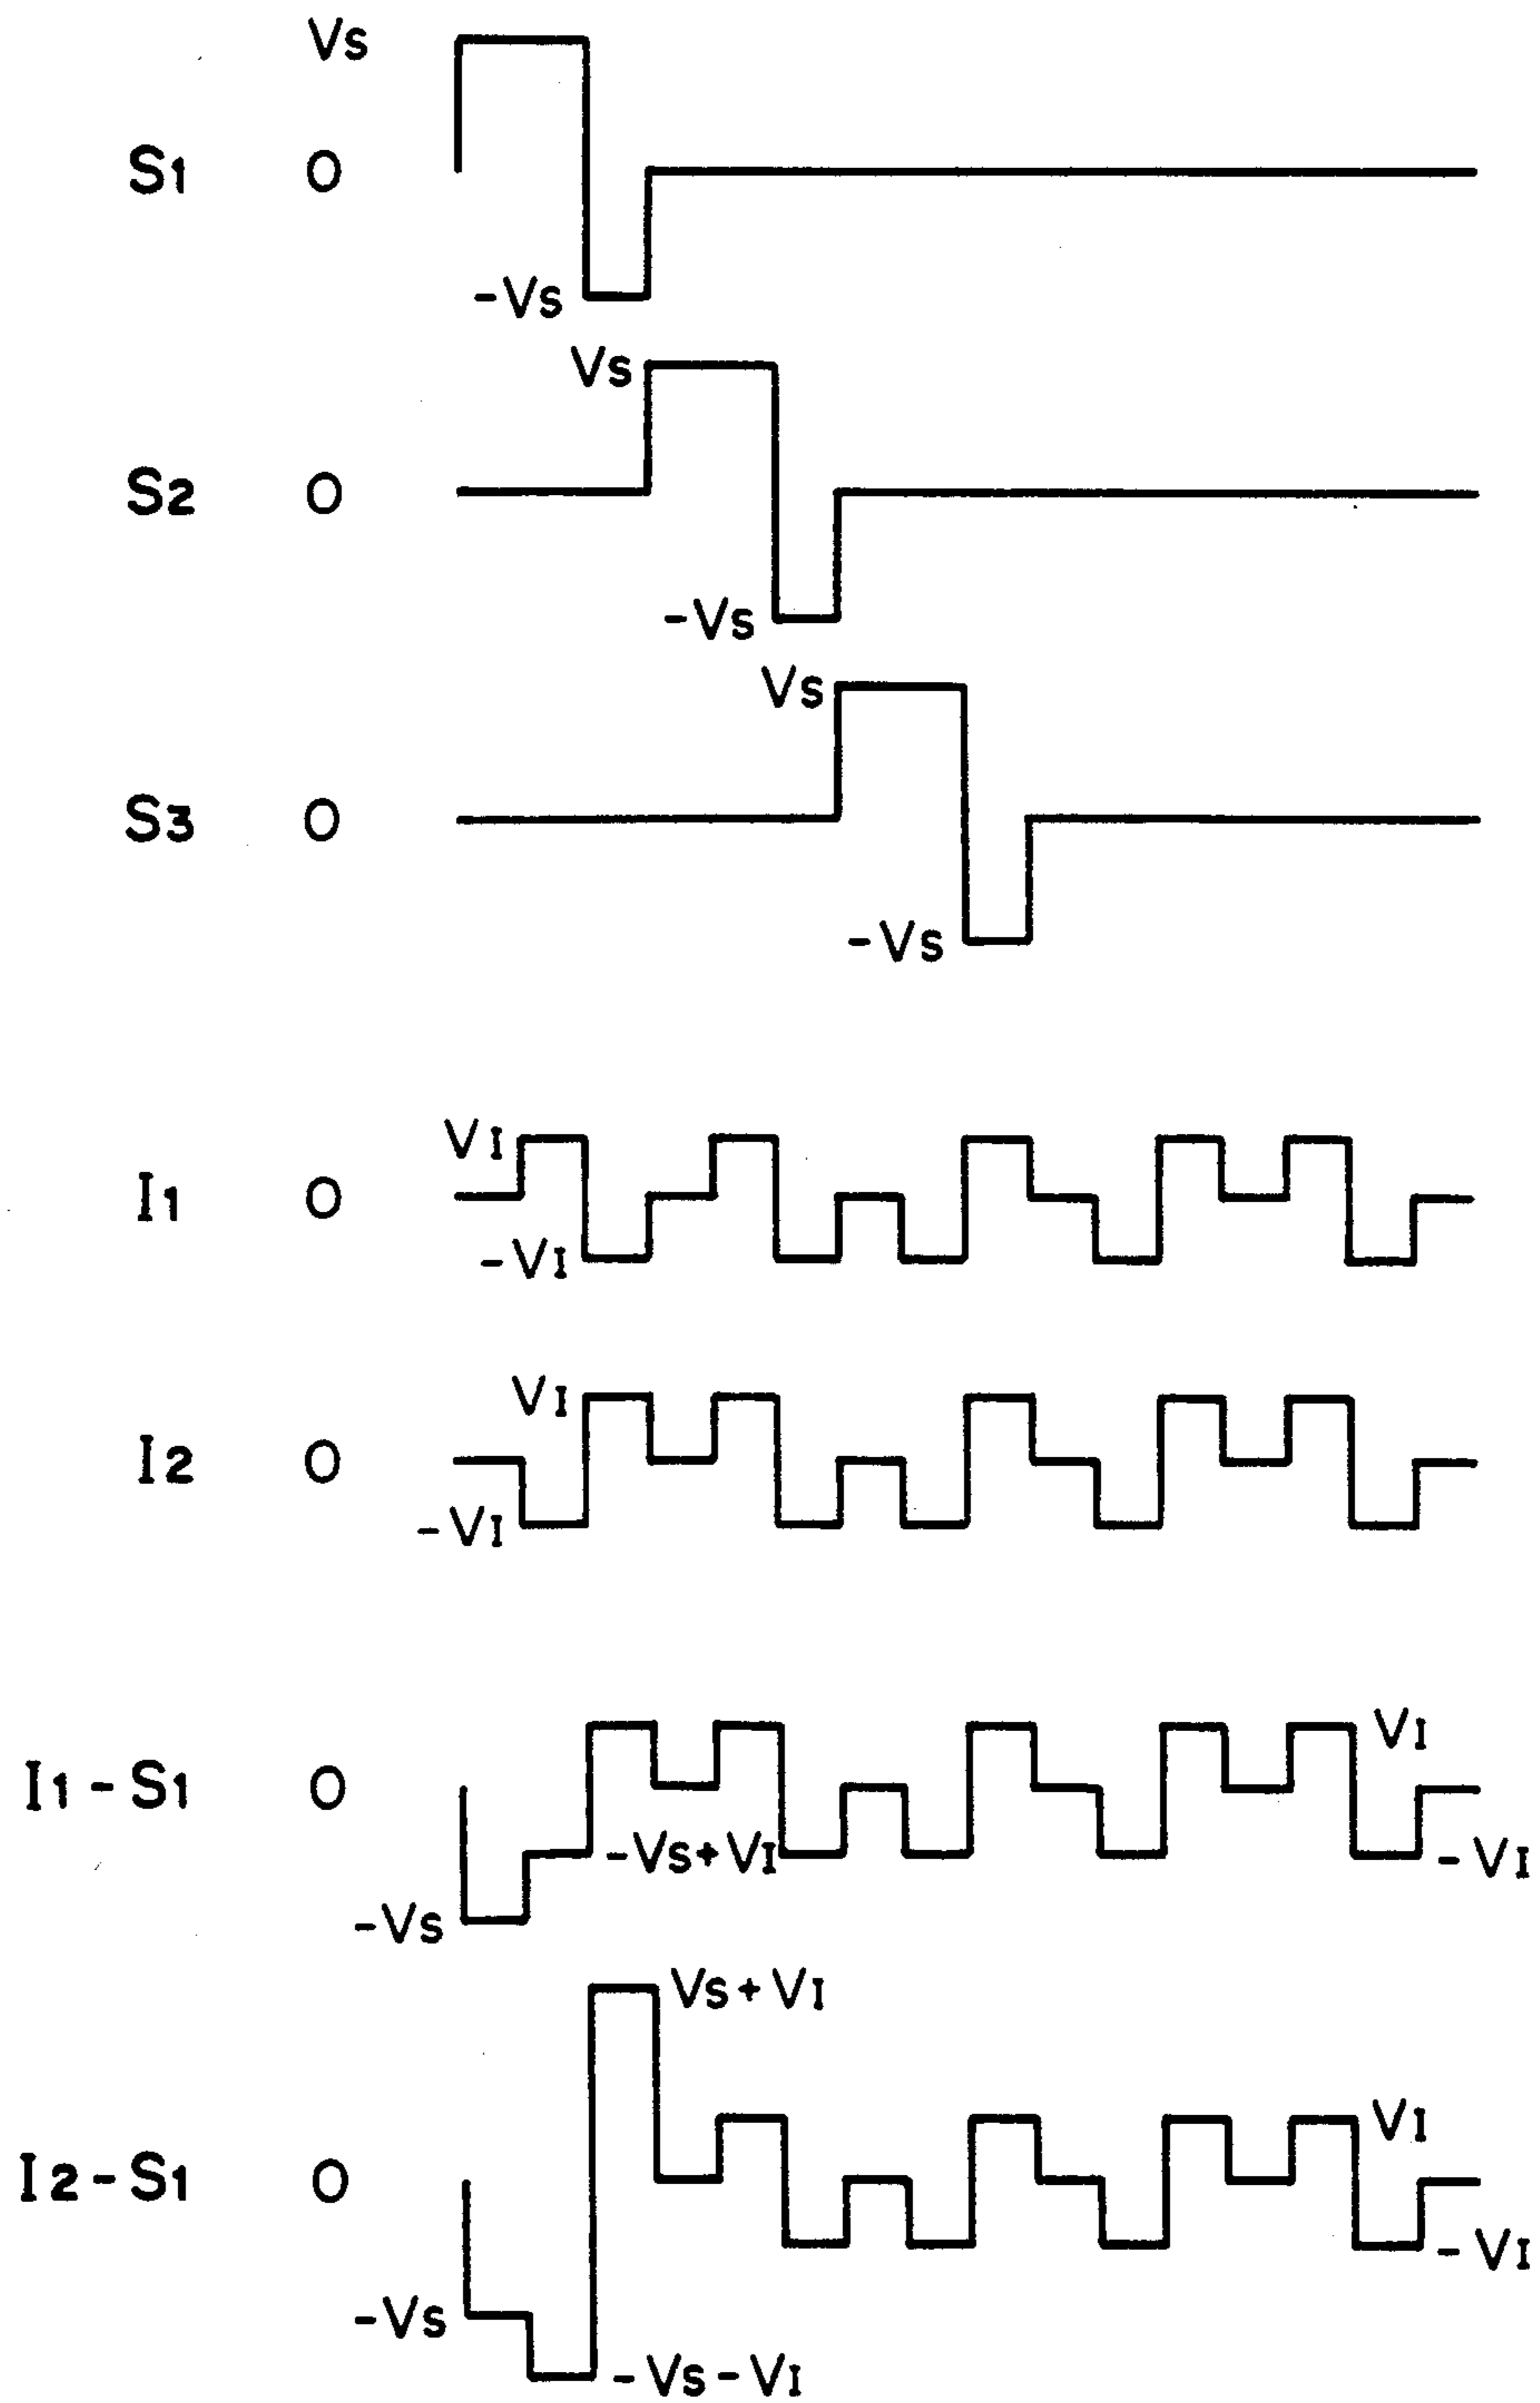 Vs
S1 0
-Vs
Vs
S2 0
-Vs
Vs
S3 0
-Vs
VI
I1 0
-VI
VI
I2 0
-VI
VI
I1-S1 0
-Vs+VI
-VI
-Vs
Vs+VI
VI
I2-S1 0
-VI
-Vs
-Vs-VI